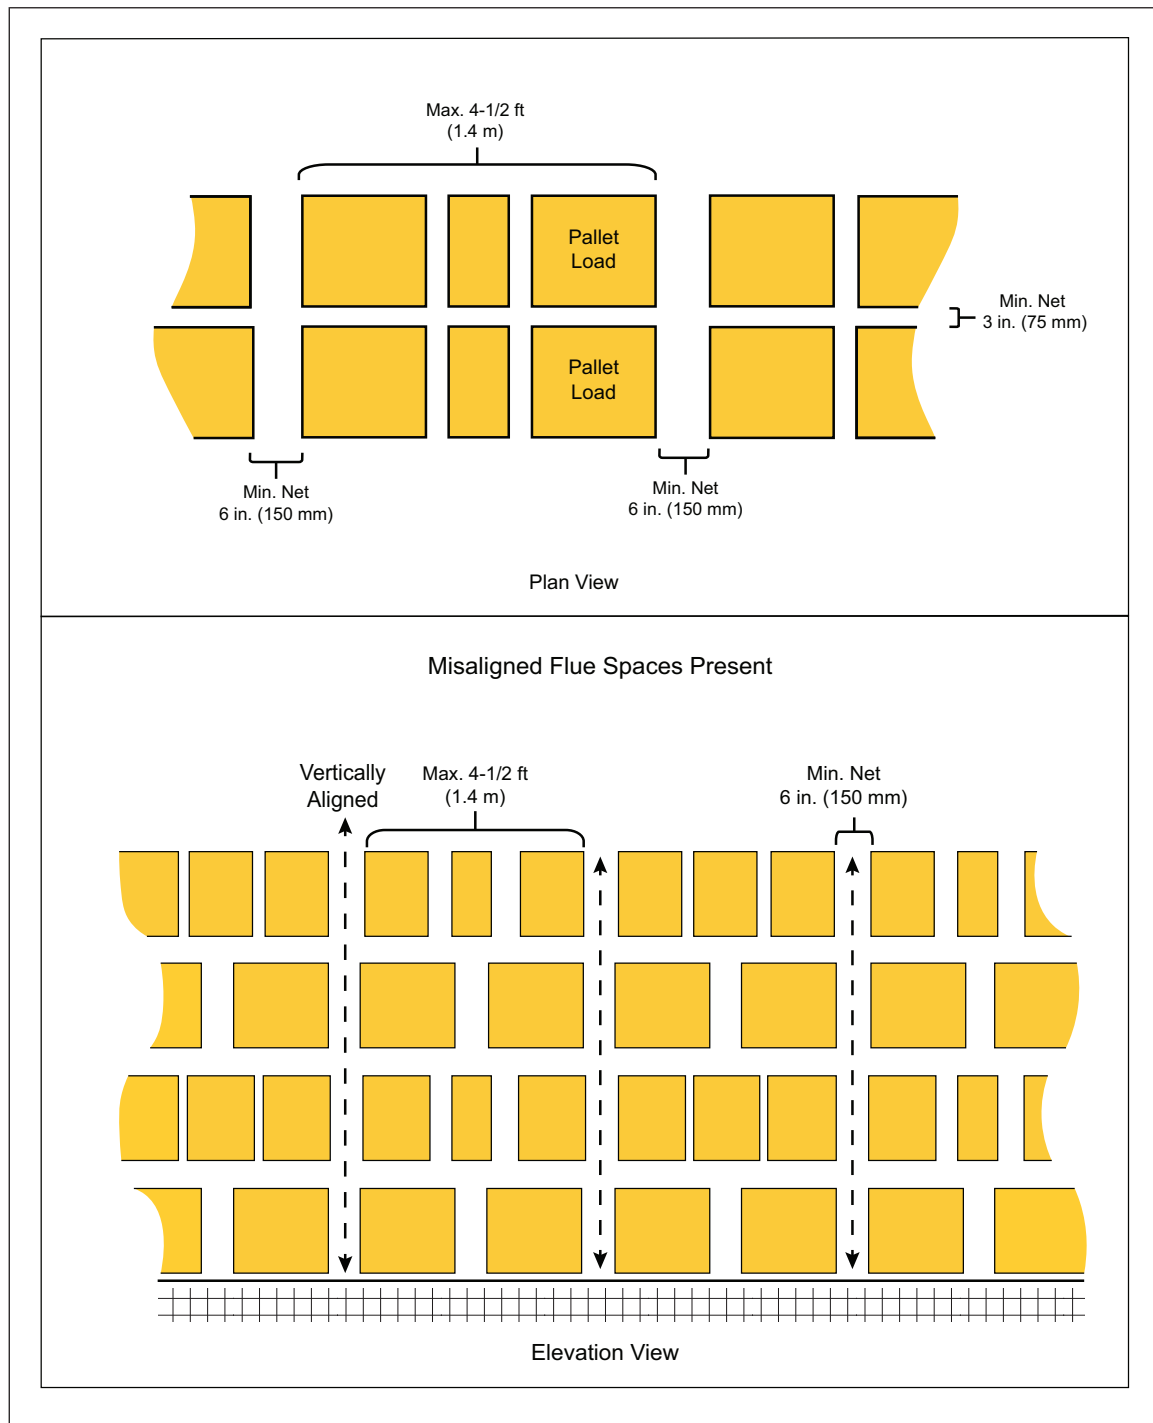 Max. 4-1/2 ft
(1.4 m)
Pallet
Load
Min. Net
3 in. (75 mm)
Pallet
Load
Min. Net
6 in. (150 mm)
Min. Net
6 in. (150 mm)
Plan View
Misaligned Flue Spaces Present
Vertically
Aligned
Max. 4-1/2 ft
(1.4 m)
Min. Net
6 in. (150 mm)
Elevation View